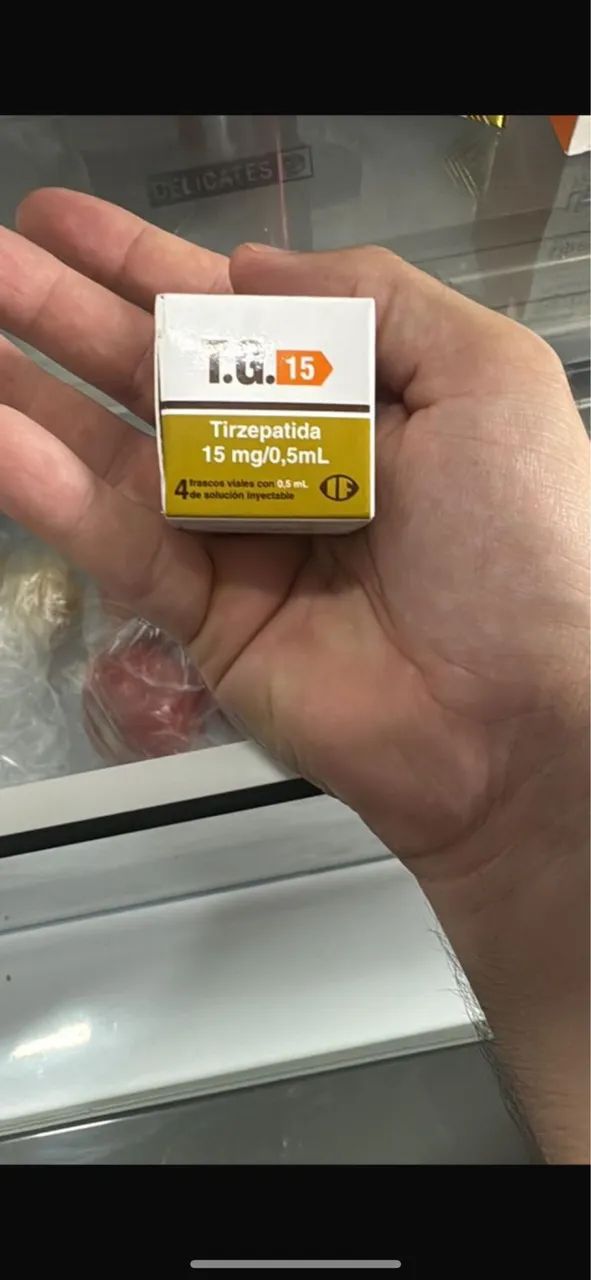 DELICATES
T.G. 15
Tirzepatida
15 mg/0,5mL
4 frascos viales con 0,5 mL
de solución inyectable